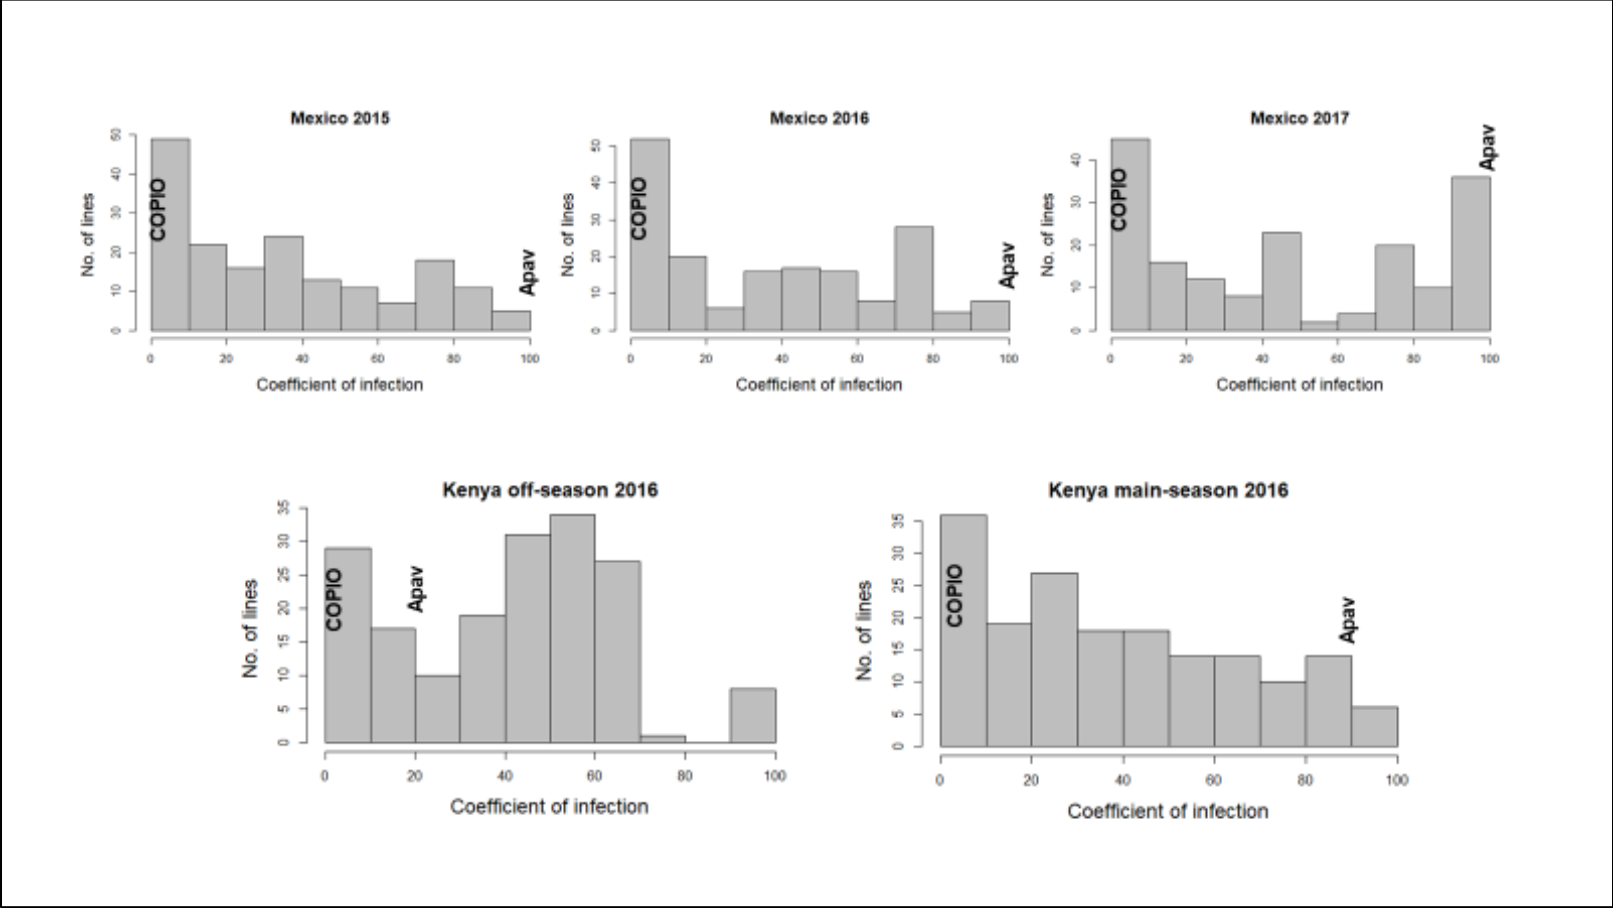 Mexico 2015
No. of lines
0 10 20 30 40 50
COPIO
Apav
0 20 40 60 80 100
Coefficient of infection
Mexico 2016
No. of lines
0 10 20 30 40 50
COPIO
Apav
0 20 40 60 80 100
Coefficient of infection
Mexico 2017
No. of lines
0 10 20 30 40
COPIO
Apav
0 20 40 60 80 100
Coefficient of infection
Kenya off-season 2016
No. of lines
0 5 10 15 20 25 30 35
COPIO
Apav
0 20 40 60 80 100
Coefficient of infection
Kenya main-season 2016
No. of lines
0 5 10 15 20 25 30 35
COPIO
Apav
0 20 40 60 80 100
Coefficient of infection